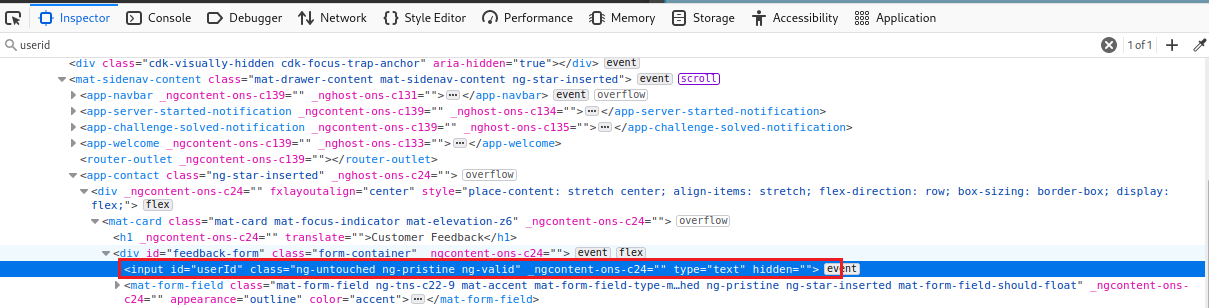 Inspector Console Debugger Network Style Editor Performance Memory Storage Accessibility Application
userid 1 of 1
<div class="cdk-visually-hidden cdk-focus-trap-anchor" aria-hidden="true"></div> event
<mat-sidenav-content class="mat-drawer-content mat-sidenav-content ng-star-inserted"> event scroll
<app-navbar _ngcontent-ons-c139="" _nghost-ons-c131="">⋯</app-navbar> event overflow
<app-server-started-notification _ngcontent-ons-c139="" _nghost-ons-c134="">⋯</app-server-started-notification>
<app-challenge-solved-notification _ngcontent-ons-c139="" _nghost-ons-c135="">⋯</app-challenge-solved-notification>
<app-welcome _ngcontent-ons-c139="" _nghost-ons-c133="">⋯</app-welcome>
<router-outlet _ngcontent-ons-c139=""></router-outlet>
<app-contact class="ng-star-inserted" _nghost-ons-c24=""> overflow
<div _ngcontent-ons-c24="" fxlayoutalign="center" style="place-content: stretch center; align-items: stretch; flex-direction: row; box-sizing: border-box; display:
flex;"> flex
<mat-card class="mat-card mat-focus-indicator mat-elevation-z6" _ngcontent-ons-c24=""> overflow
<h1 _ngcontent-ons-c24="" translate="">Customer Feedback</h1>
<div id="feedback-form" class="form-container" _ngcontent-ons-c24=""> event flex
<input id="userId" class="ng-untouched ng-pristine ng-valid" _ngcontent-ons-c24="" type="text" hidden=""> event
<mat-form-field class="mat-form-field ng-tns-c22-9 mat-accent mat-form-field-type-m…hed ng-pristine ng-star-inserted mat-form-field-should-float" _ngcontent-ons-
c24="" appearance="outline" color="accent">⋯</mat-form-field>